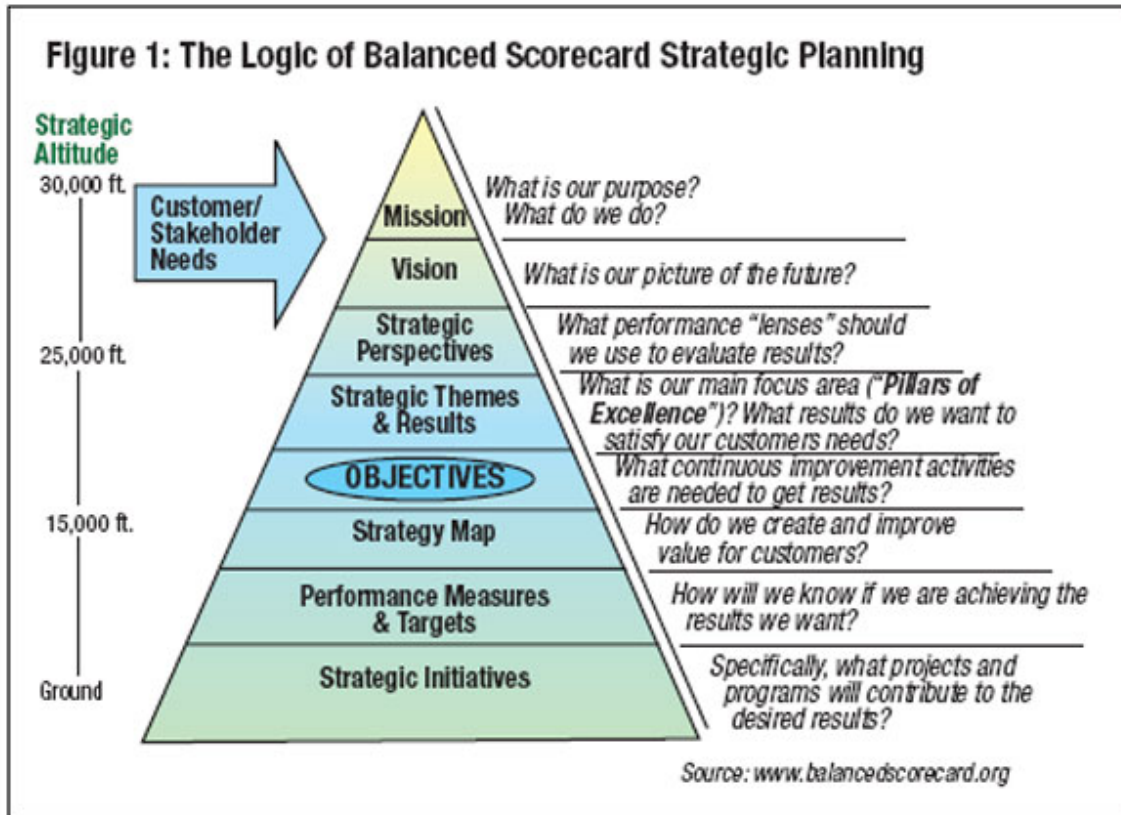 Figure 1: The Logic of Balanced Scorecard Strategic Planning
Strategic
Altitude
30,000 ft.
25,000 ft.
15,000 ft.
Ground
Customer/
Stakeholder
Needs
Mission
What is our purpose?
What do we do?
Vision
What is our picture of the future?
Strategic
Perspectives
What performance “lenses” should
we use to evaluate results?
Strategic Themes
& Results
What is our main focus area (“Pillars of
Excellence”)? What results do we want to
satisfy our customers needs?
OBJECTIVES
What continuous improvement activities
are needed to get results?
Strategy Map
How do we create and improve
value for customers?
Performance Measures
& Targets
How will we know if we are achieving the
results we want?
Strategic Initiatives
Specifically, what projects and
programs will contribute to the
desired results?
Source: www.balancedscorecard.org